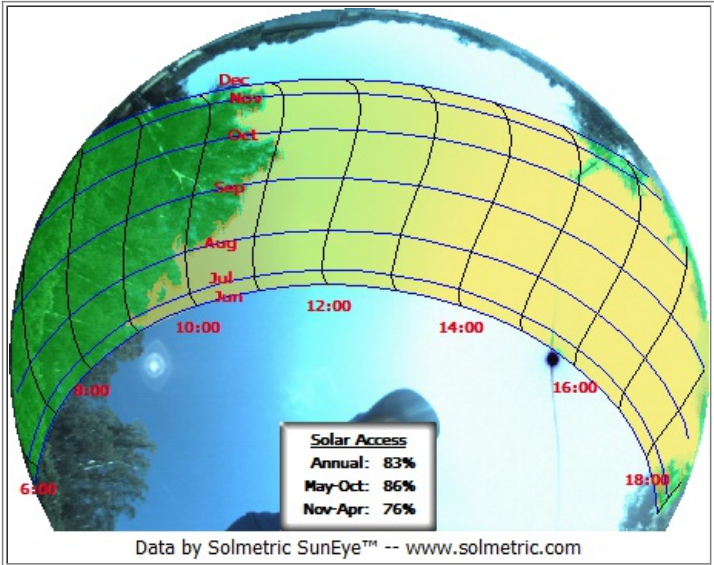 Dec
Nov
Oct
Sep
Aug
Jul
Jun
12:00
10:00
14:00
8:00
16:00
6:00
18:00
Solar Access
Annual: 83%
May-Oct: 86%
Nov-Apr: 76%
Data by Solmetric SunEye™ -- www.solmetric.com